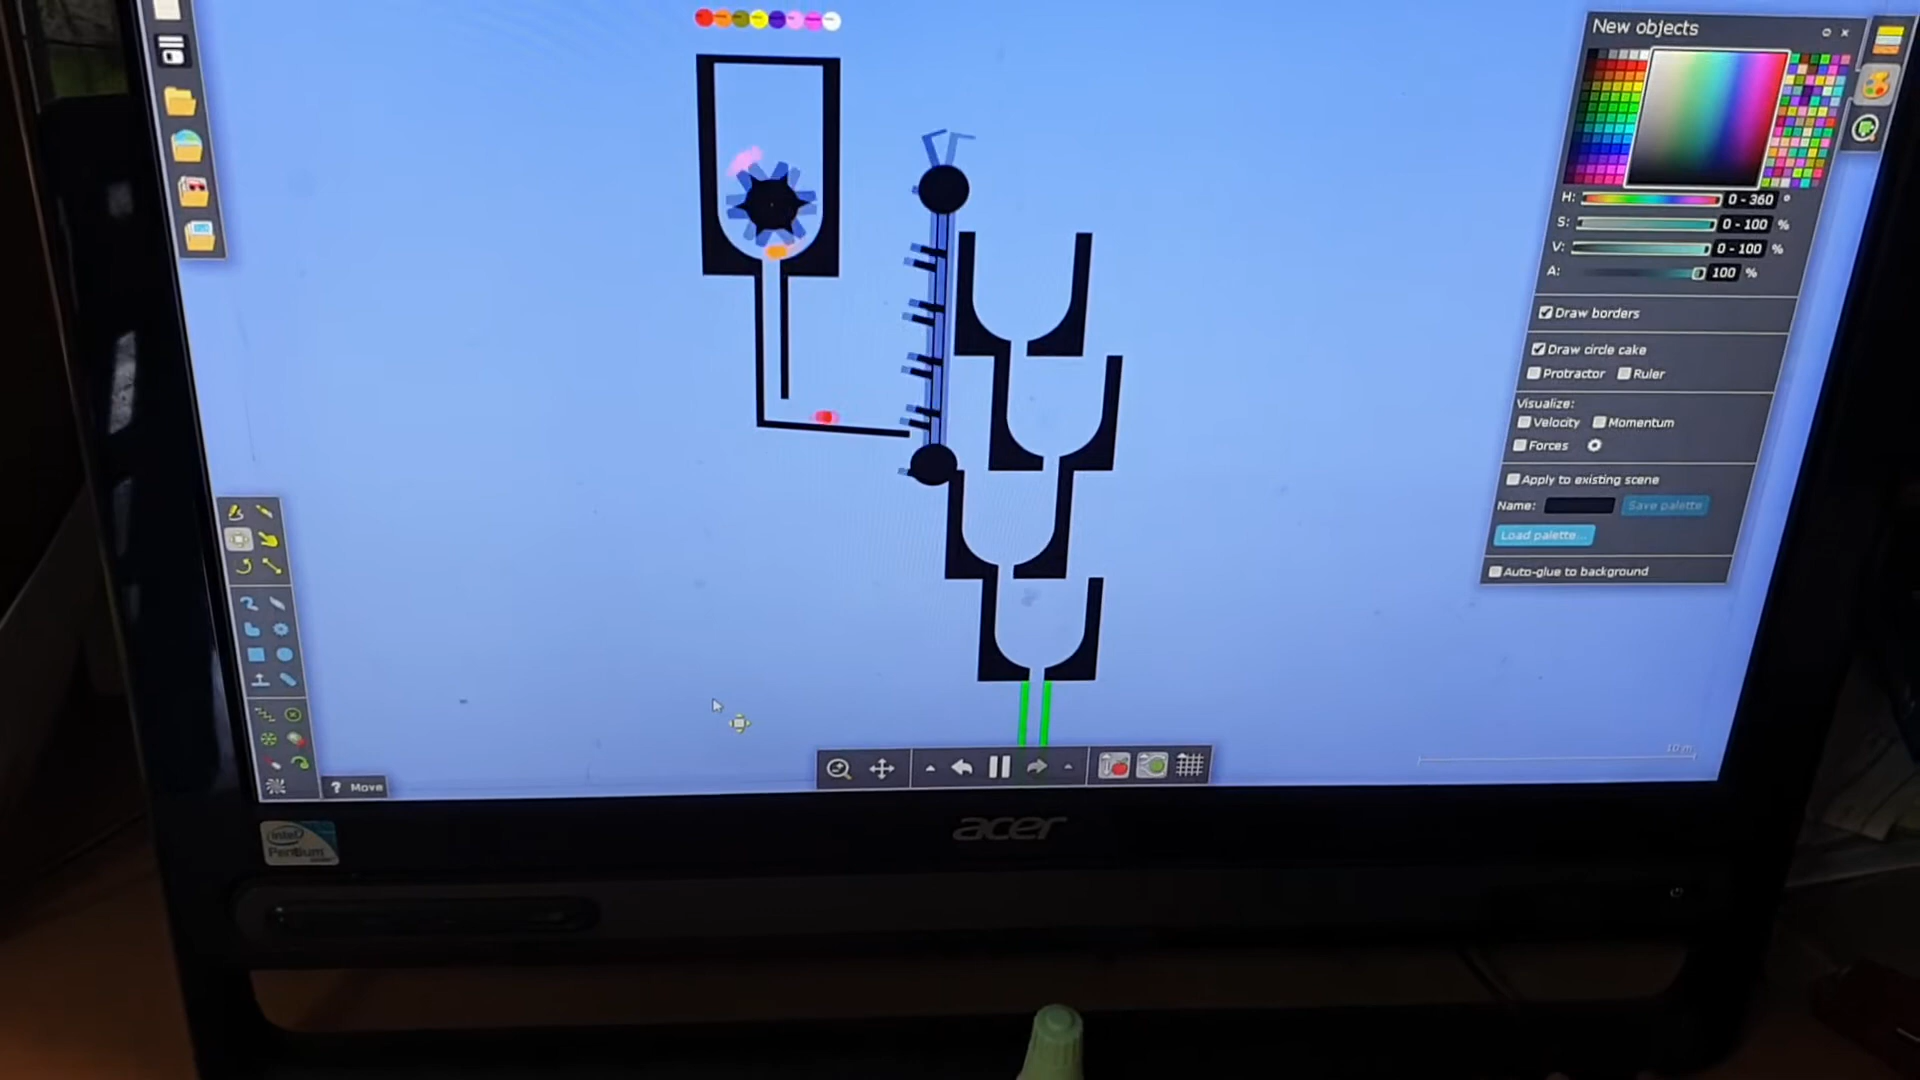 New objects
H: 0 - 360 °
S: 0 - 100 %
V: 0 - 100 %
A: 100 %
Draw borders
Draw circle cake
Protractor Ruler
Visualize:
Velocity Momentum
Forces
Apply to existing scene
Name: Save palette
Load palette...
Auto-glue to background
10 m
? Move
acer
intel
Pentium